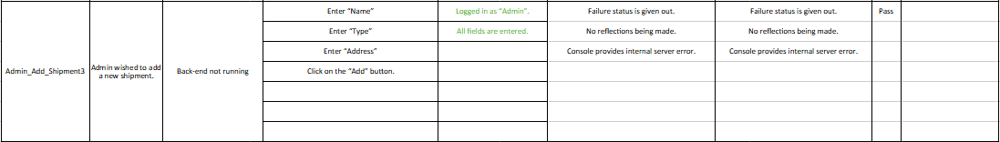 Enter “Name” Logged in as “Admin”. Failure status is given out. Failure status is given out. Pass
Enter “Type” All fields are entered. No reflections being made. No reflections being made.
Enter “Address” Console provides internal server error. Console provides internal server error.
Admin_Add_Shipment3 Admin wished to add Back-end not running Click on the “Add” button.
a new shipment.